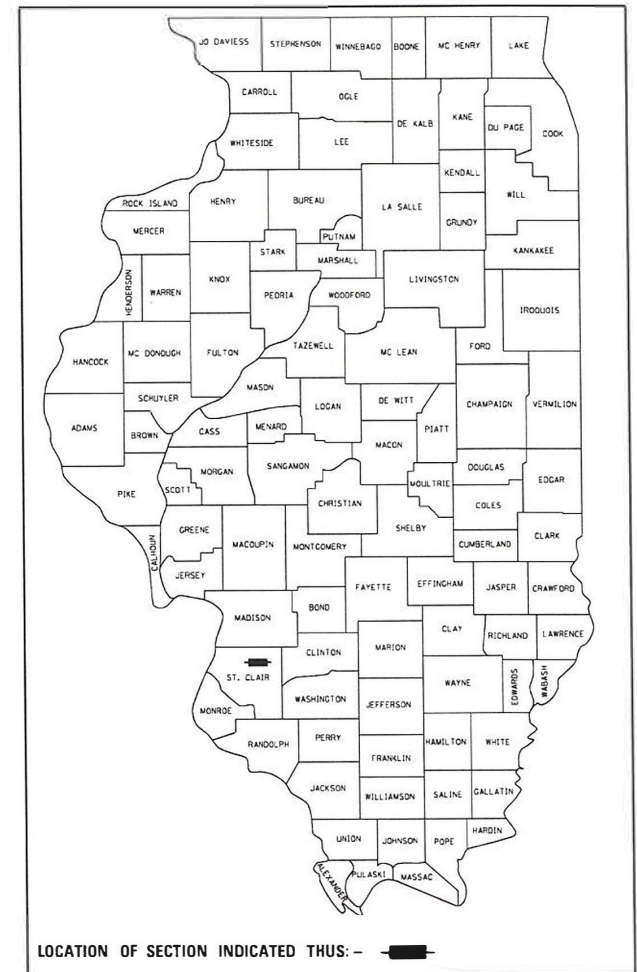 JO DAVIESS
STEPHENSON
WINNEBAGO
BOONE
MC HENRY
LAKE
CARROLL
OGLE
DE KALB
KANE
DU PAGE
COOK
WHITESIDE
LEE
KENDALL
WILL
ROCK ISLAND
HENRY
BUREAU
LA SALLE
GRUNDY
MERCER
PUTNAM
STARK
MARSHALL
KANKAKEE
HENDERSON
WARREN
KNOX
PEORIA
WOODFORD
LIVINGSTON
IROQUOIS
HANCOCK
MC DONOUGH
FULTON
TAZEWELL
MC LEAN
FORD
MASON
SCHUYLER
LOGAN
DE WITT
CHAMPAIGN
VERMILION
ADAMS
BROWN
CASS
MENARD
MACON
PIATT
PIKE
SCOTT
MORGAN
SANGAMON
CHRISTIAN
MOULTRIE
DOUGLAS
EDGAR
COLES
CALHOUN
GREENE
MACOUPIN
MONTGOMERY
SHELBY
CUMBERLAND
CLARK
JERSEY
FAYETTE
EFFINGHAM
JASPER
CRAWFORD
MADISON
BOND
CLAY
RICHLAND
LAWRENCE
CLINTON
MARION
ST. CLAIR
WAYNE
EDWARDS
WABASH
MONROE
WASHINGTON
JEFFERSON
RANDOLPH
PERRY
HAMILTON
WHITE
FRANKLIN
JACKSON
WILLIAMSON
SALINE
GALLATIN
UNION
JOHNSON
POPE
HARDIN
ALEXANDER
PULASKI
MASSAC
LOCATION OF SECTION INDICATED THUS: –